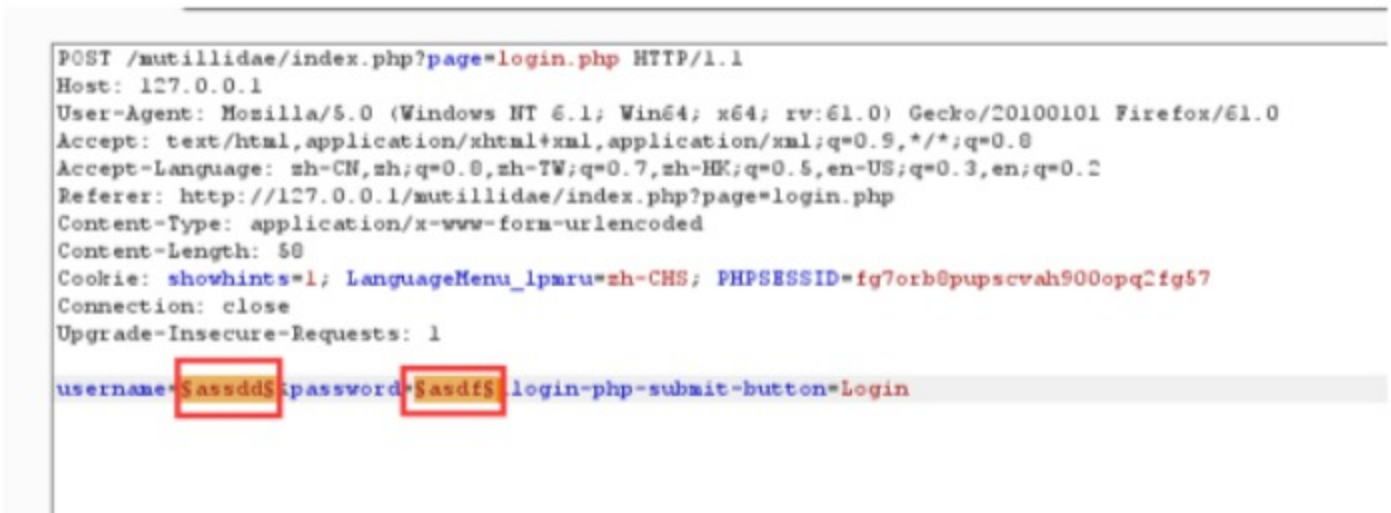 POST /mutillidae/index.php?page=login.php HTTP/1.1
Host: 127.0.0.1
User-Agent: Mozilla/5.0 (Windows NT 6.1; Win64; x64; rv:61.0) Gecko/20100101 Firefox/61.0
Accept: text/html,application/xhtml+xml,application/xml;q=0.9,*/*;q=0.8
Accept-Language: zh-CN,zh;q=0.8,zh-TW;q=0.7,zh-HK;q=0.5,en-US;q=0.3,en;q=0.2
Referer: http://127.0.0.1/mutillidae/index.php?page=login.php
Content-Type: application/x-www-form-urlencoded
Content-Length: 58
Cookie: showhints=1; LanguageMenu_lpmru=zh-CHS; PHPSESSID=fg7orb8pupscvah900opq2fg57
Connection: close
Upgrade-Insecure-Requests: 1
username=§assdd§&password=§asdf§&login-php-submit-button=Login